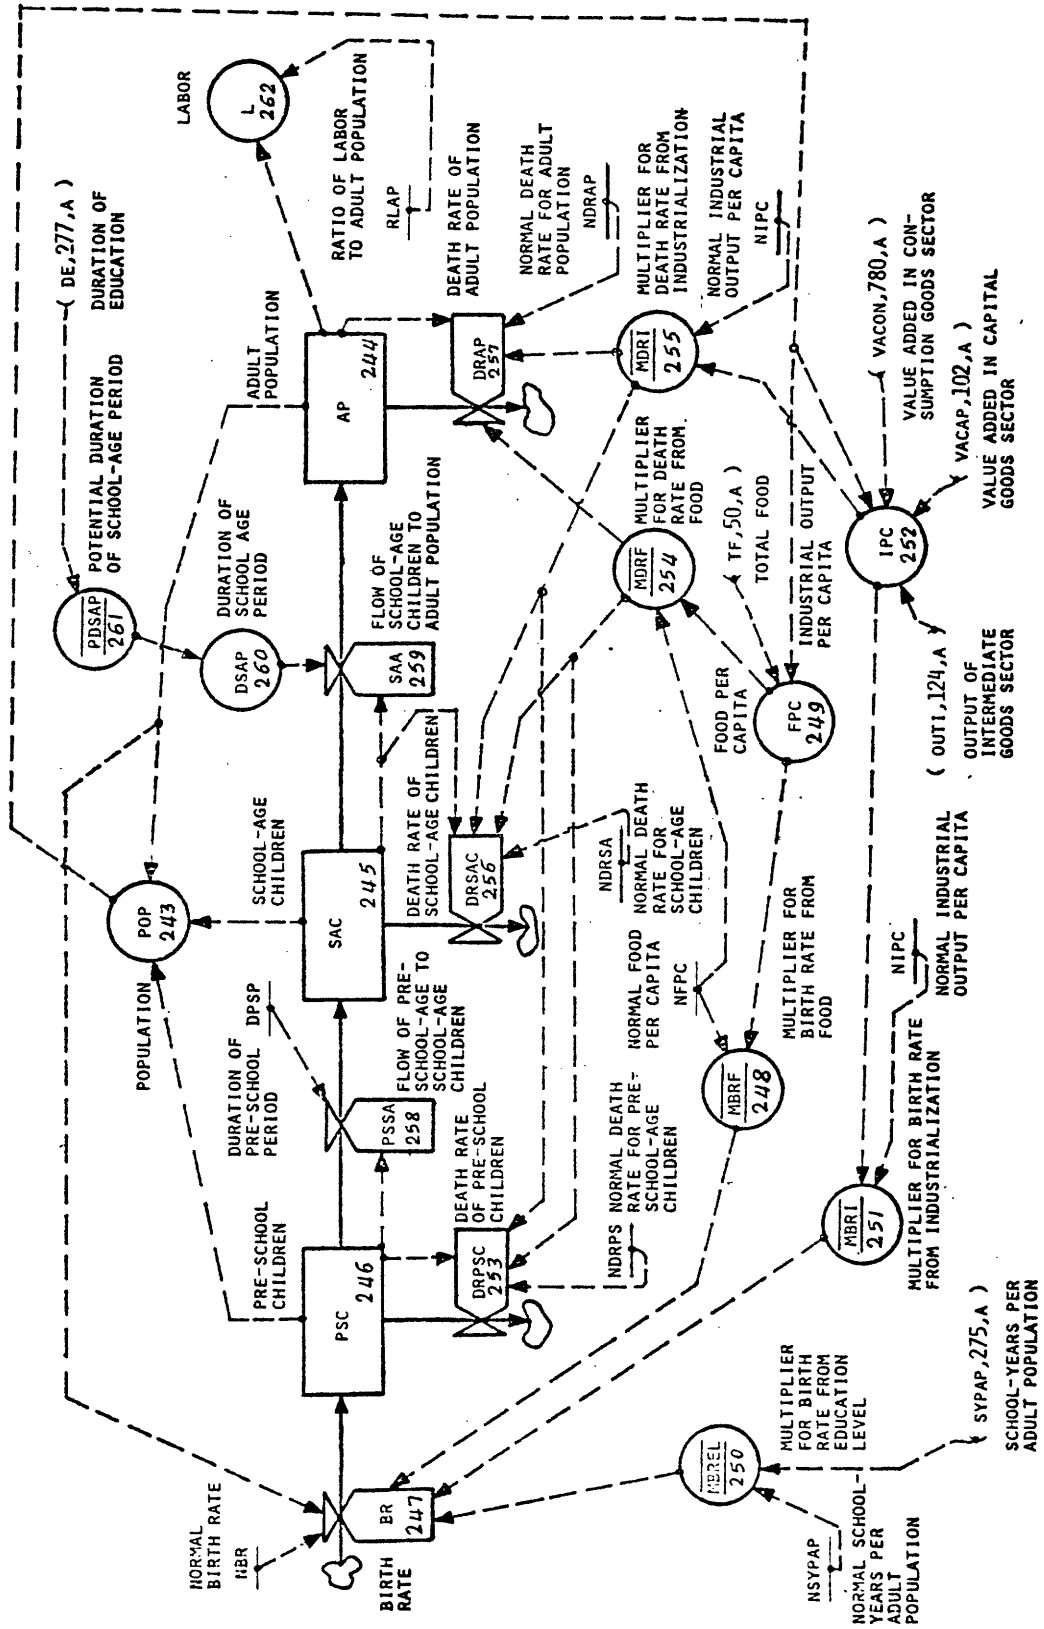 NORMAL
BIRTH RATE
NBR
BIRTH
RATE
BR
247
PRE-SCHOOL
CHILDREN
PSC
246
POPULATION
POP
243
DURATION OF
PRE-SCHOOL
PERIOD
DPSP
PSSA
258
FLOW OF PRE-
SCHOOL-AGE TO
SCHOOL-AGE
CHILDREN
SCHOOL-AGE
CHILDREN
SAC
245
PDSAP
261
POTENTIAL DURATION
OF SCHOOL-AGE PERIOD
( DE,277,A )
DURATION OF
EDUCATION
DSAP
260
DURATION OF
SCHOOL AGE
PERIOD
SAA
259
FLOW OF
SCHOOL-AGE
CHILDREN TO
ADULT POPULATION
ADULT
POPULATION
AP
244
LABOR
L
262
RATIO OF LABOR
TO ADULT POPULATION
RLAP
DEATH RATE OF
ADULT POPULATION
DRAP
257
NORMAL DEATH
RATE FOR ADULT
POPULATION
NDRAP
DEATH RATE
OF PRE-SCHOOL
CHILDREN
DRPSC
253
NDRPS
NORMAL DEATH
RATE FOR PRE-
SCHOOL-AGE
CHILDREN
DEATH RATE OF
SCHOOL-AGE CHILDREN
DRSAC
256
NDRSA
NORMAL DEATH
RATE FOR
SCHOOL-AGE
CHILDREN
MULTIPLIER
FOR DEATH
RATE FROM
FOOD
MDRF
254
MULTIPLIER FOR
DEATH RATE FROM
INDUSTRIALIZATION
MDRI
255
NORMAL INDUSTRIAL
OUTPUT PER CAPITA
NIPC
NORMAL FOOD
PER CAPITA
NFPC
FOOD PER
CAPITA
FPC
249
( TF,50,A )
TOTAL FOOD
MBRF
248
MULTIPLIER FOR
BIRTH RATE FROM
FOOD
INDUSTRIAL OUTPUT
PER CAPITA
IPC
252
( VACON,780,A )
VALUE ADDED IN CON-
SUMPTION GOODS SECTOR
( VACAP,102,A )
VALUE ADDED IN CAPITAL
GOODS SECTOR
( OUTI,124,A )
OUTPUT OF
INTERMEDIATE
GOODS SECTOR
MBRI
251
MULTIPLIER FOR BIRTH RATE
FROM INDUSTRIALIZATION
NIPC
NORMAL INDUSTRIAL
OUTPUT PER CAPITA
MBREL
250
MULTIPLIER
FOR BIRTH
RATE FROM
EDUCATION
LEVEL
NSYPAP
NORMAL SCHOOL-
YEARS PER
ADULT
POPULATION
( SYPAP,275,A )
SCHOOL-YEARS PER
ADULT POPULATION